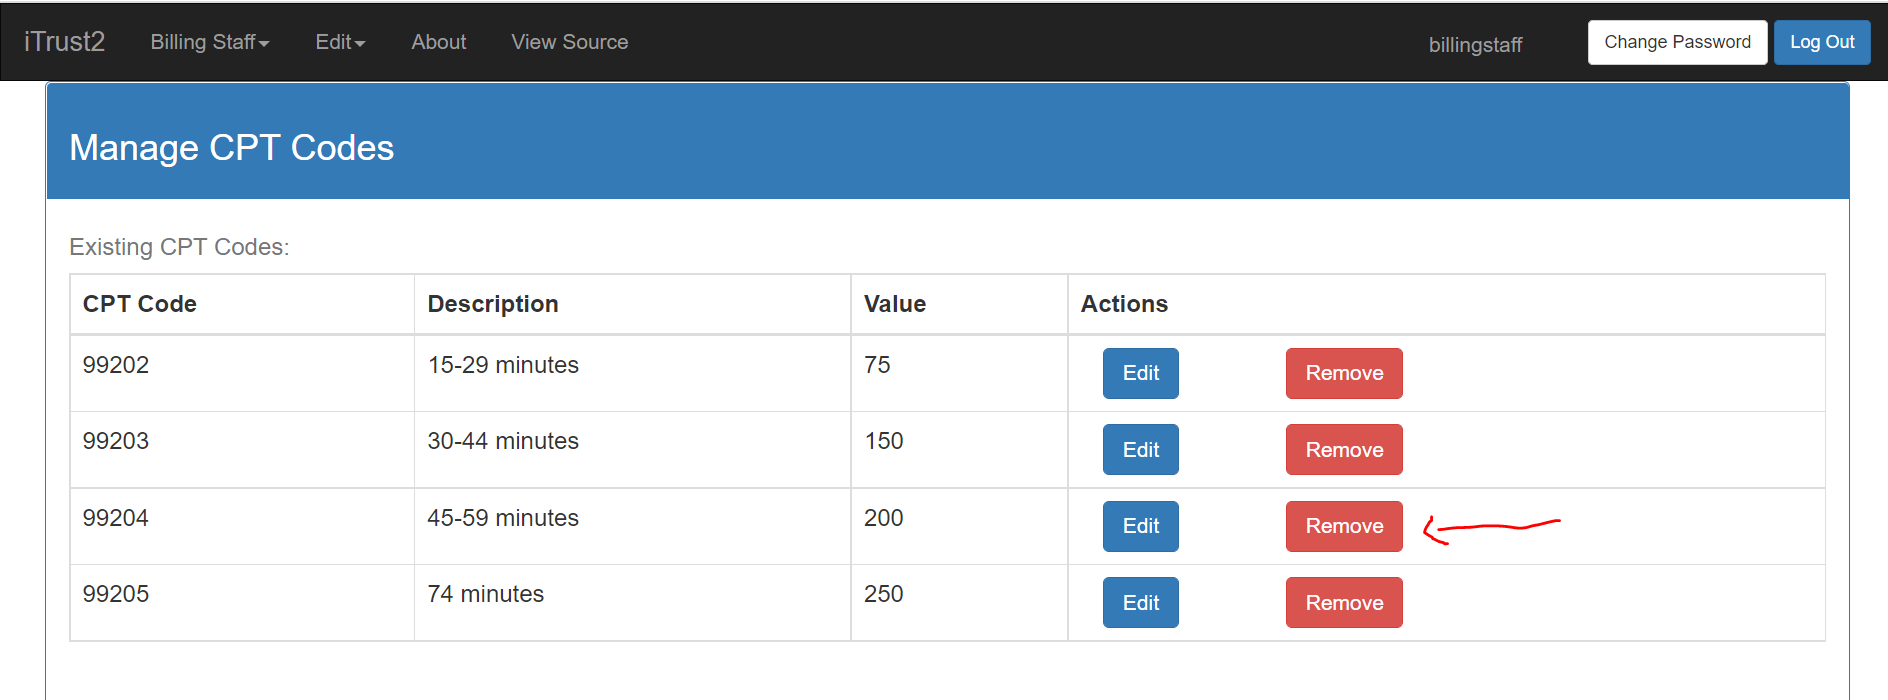 iTrust2 Billing Staff Edit About View Source billingstaff Change Password Log Out
Manage CPT Codes
Existing CPT Codes:
CPT Code Description Value Actions
99202 15-29 minutes 75 Edit Remove
99203 30-44 minutes 150 Edit Remove
99204 45-59 minutes 200 Edit Remove
99205 74 minutes 250 Edit Remove